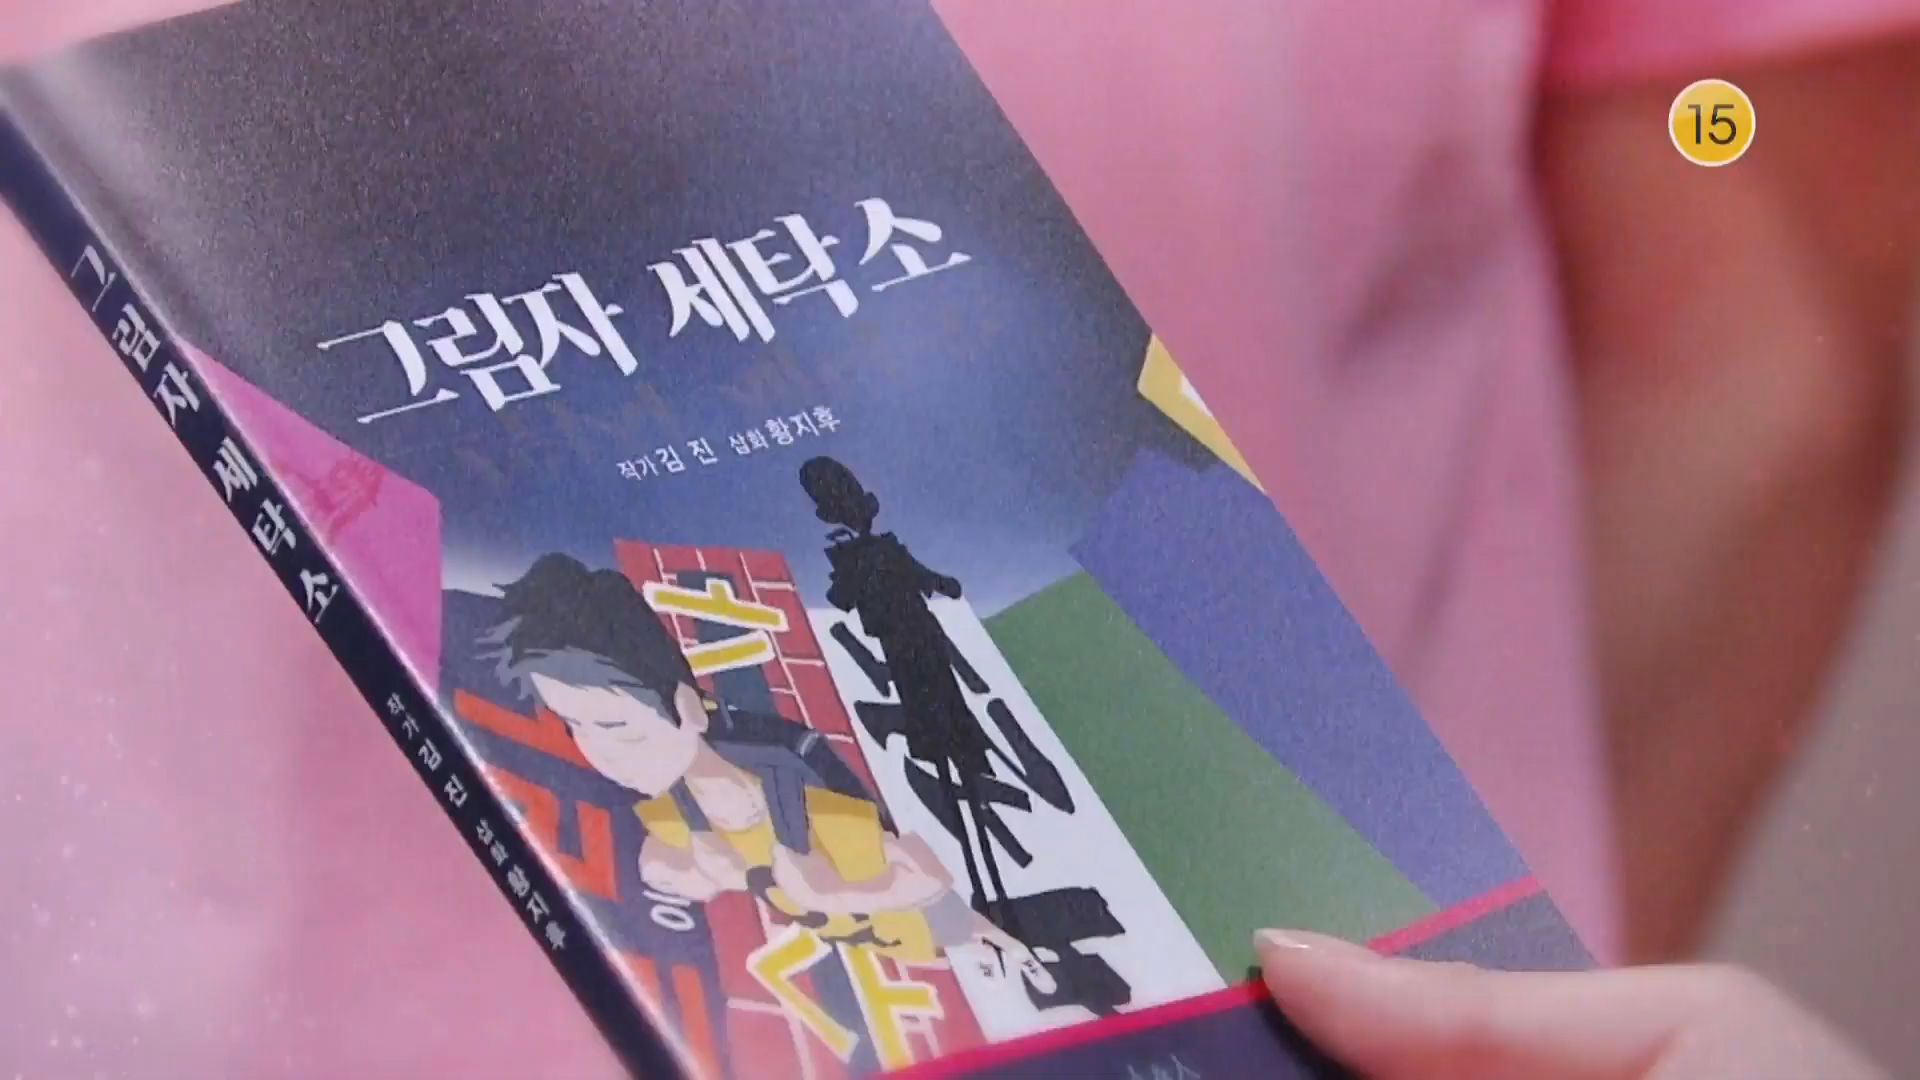 15
그림자 세탁소
작가 김 진 삽화 황지후
그림자 세탁소
작가 김 진 삽화 황지후